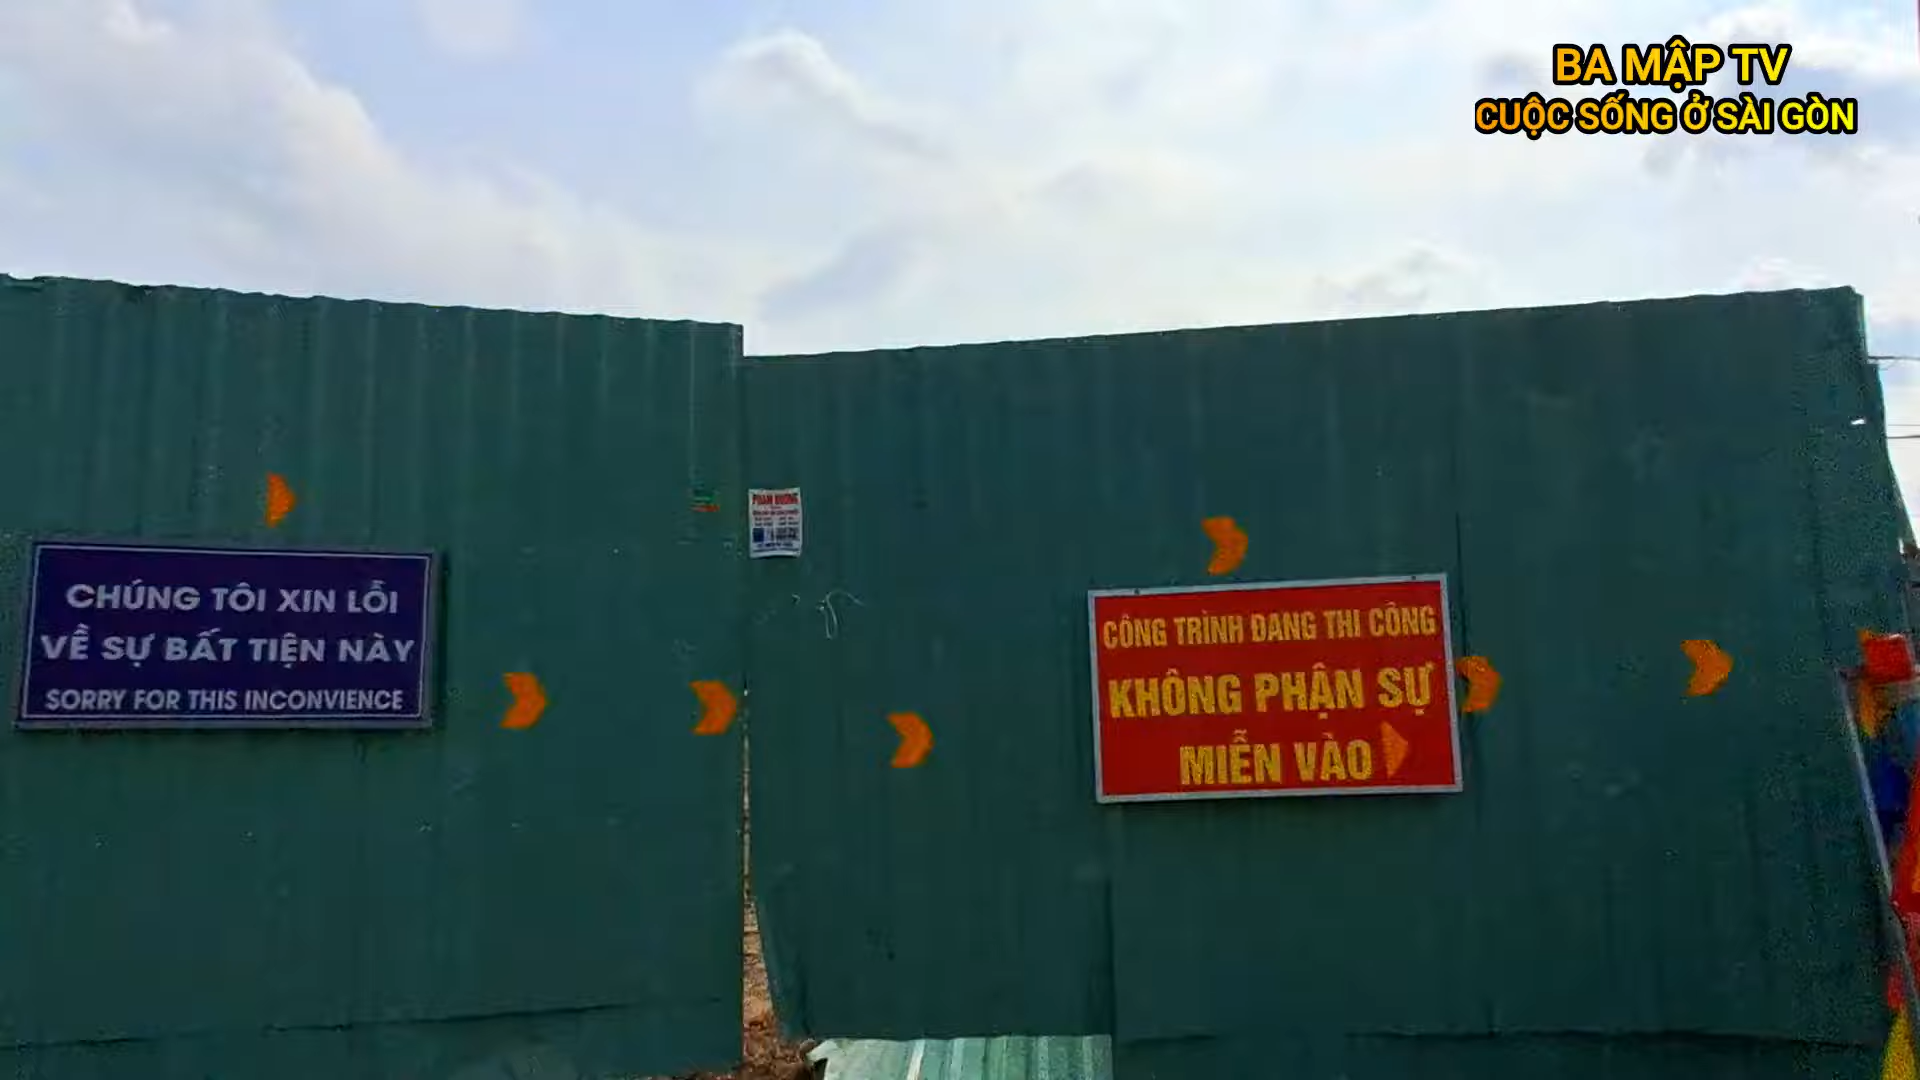 BA MẬP TV
CUỘC SỐNG Ở SÀI GÒN
CHÚNG TÔI XIN LỖI
VỀ SỰ BẤT TIỆN NÀY
SORRY FOR THIS INCONVIENCE
CÔNG TRÌNH ĐANG THI CÔNG
KHÔNG PHẬN SỰ
MIỄN VÀO